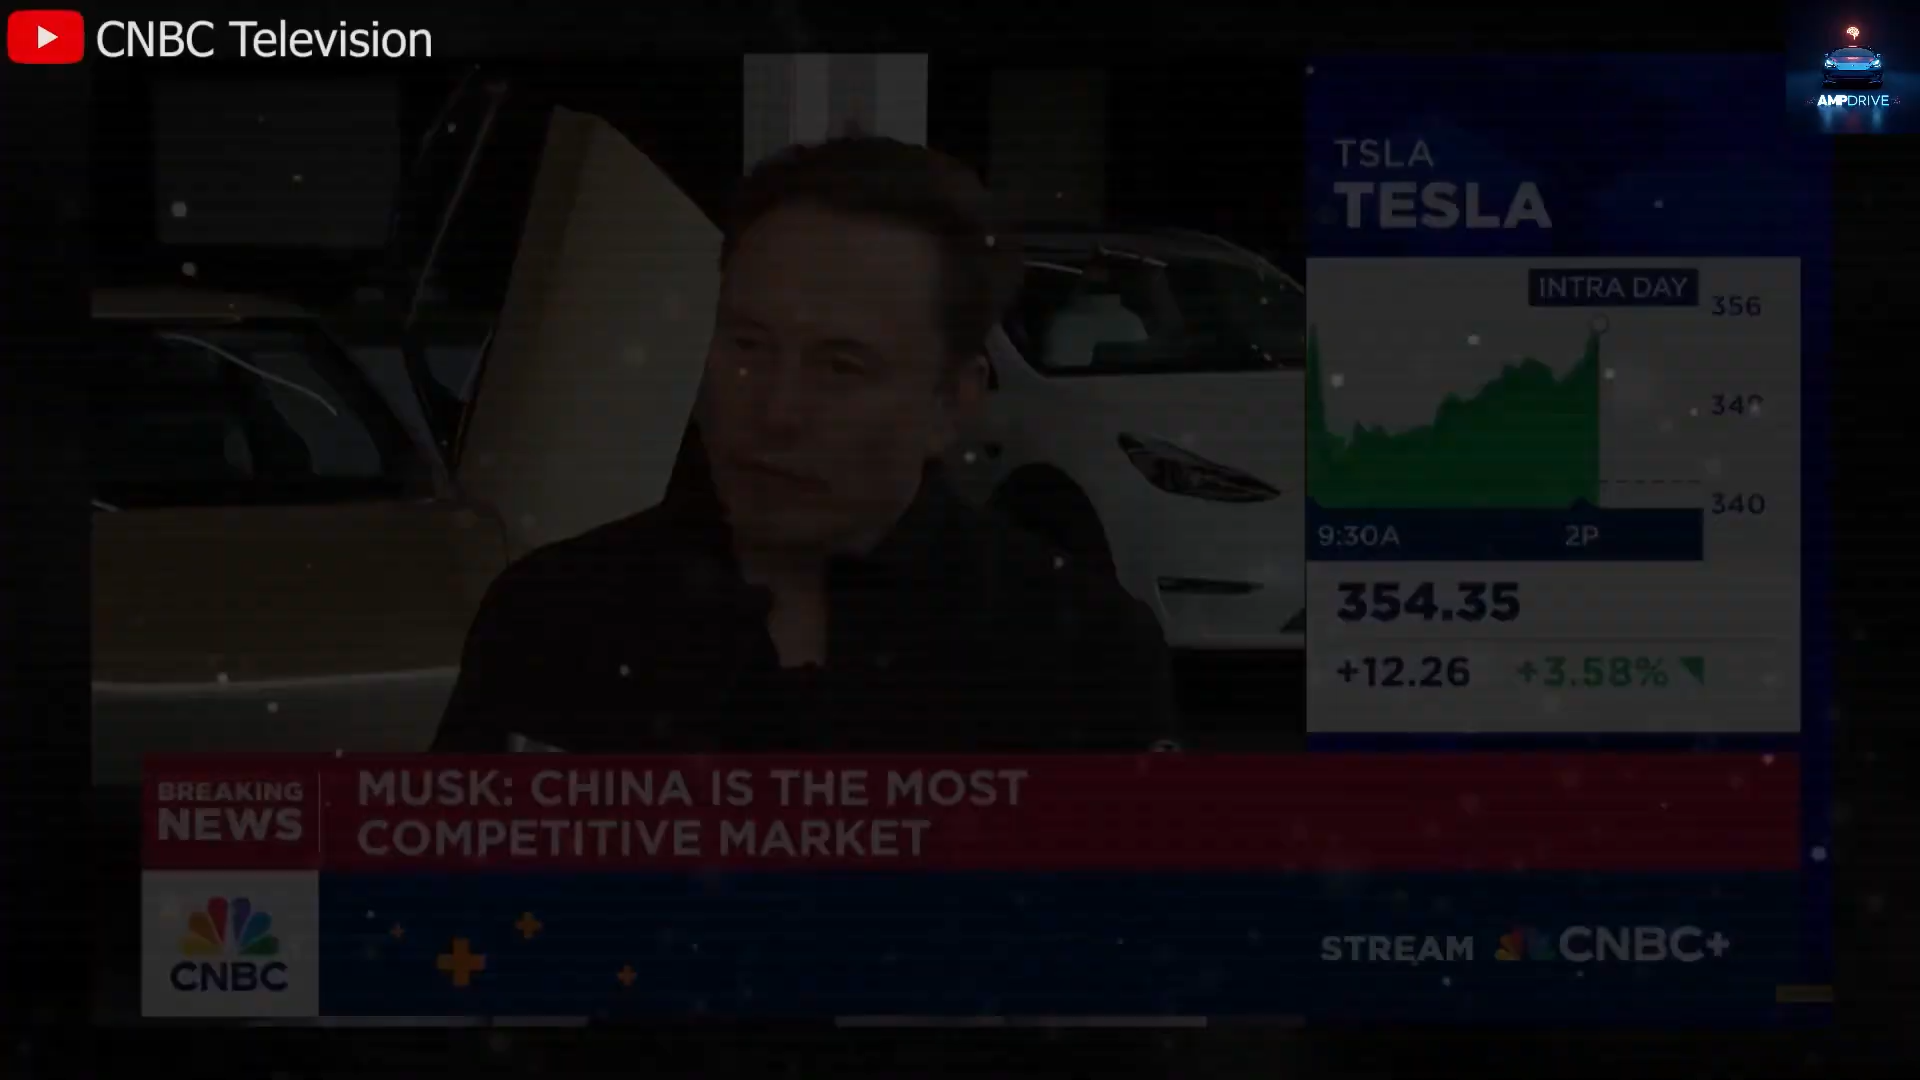 CNBC Television
AMPDRIVE
TSLA
TESLA
INTRA DAY
356
348
340
9:30A 2P
354.35
+12.26 +3.58%
BREAKING
NEWS
MUSK: CHINA IS THE MOST
COMPETITIVE MARKET
CNBC
STREAM CNBC+